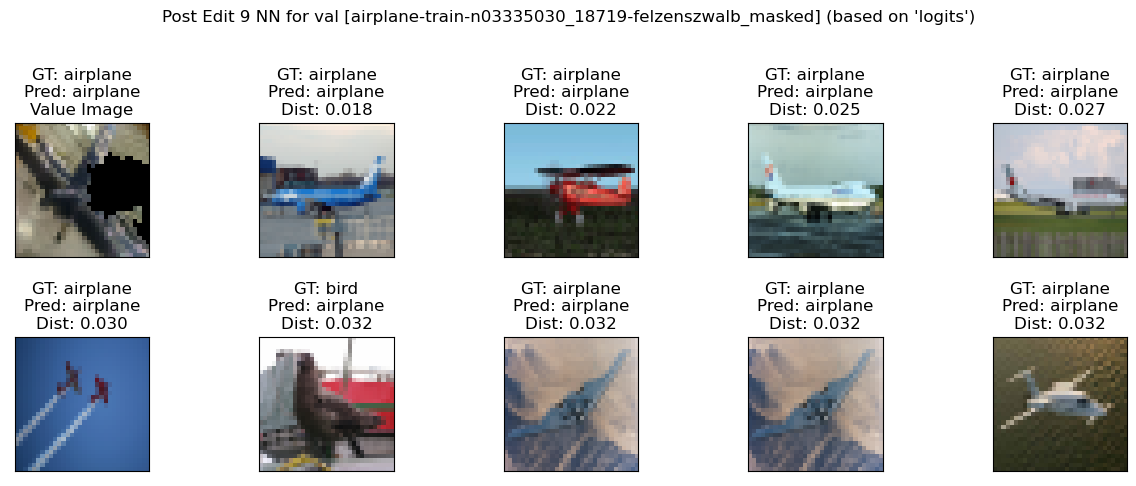 Post Edit 9 NN for val [airplane-train-n03335030_18719-felzenszwalb_masked] (based on 'logits')
GT: airplane
Pred: airplane
Value Image
GT: airplane
Pred: airplane
Dist: 0.018
GT: airplane
Pred: airplane
Dist: 0.022
GT: airplane
Pred: airplane
Dist: 0.025
GT: airplane
Pred: airplane
Dist: 0.027
GT: airplane
Pred: airplane
Dist: 0.030
GT: bird
Pred: airplane
Dist: 0.032
GT: airplane
Pred: airplane
Dist: 0.032
GT: airplane
Pred: airplane
Dist: 0.032
GT: airplane
Pred: airplane
Dist: 0.032